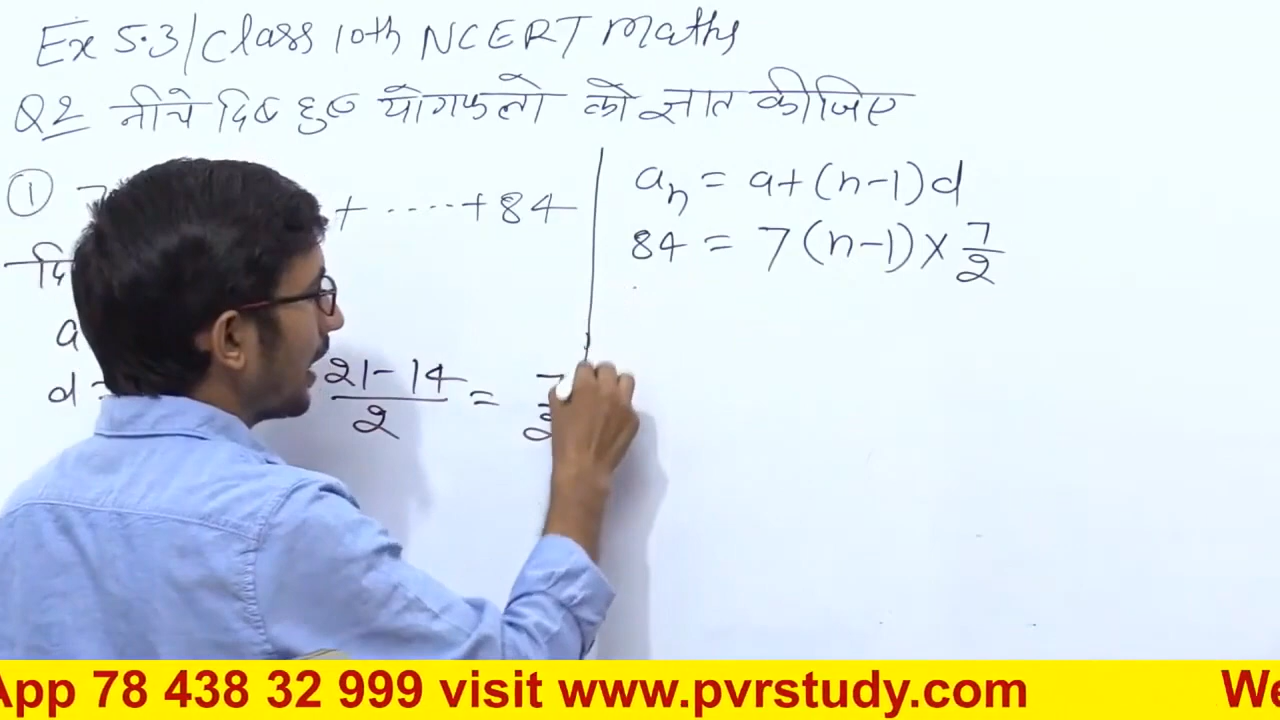 Ex 5.3/Class 10th NCERT Maths
Q2 नीचे दिए हुए योगफलो को ज्ञात कीजिए
① 7 + ....+ 84
दि
a
d = 21-14/2 = 7/2
aₙ = a+(n-1)d
84 = 7(n-1)×7/2
App 78 438 32 999 visit www.pvrstudy.com We